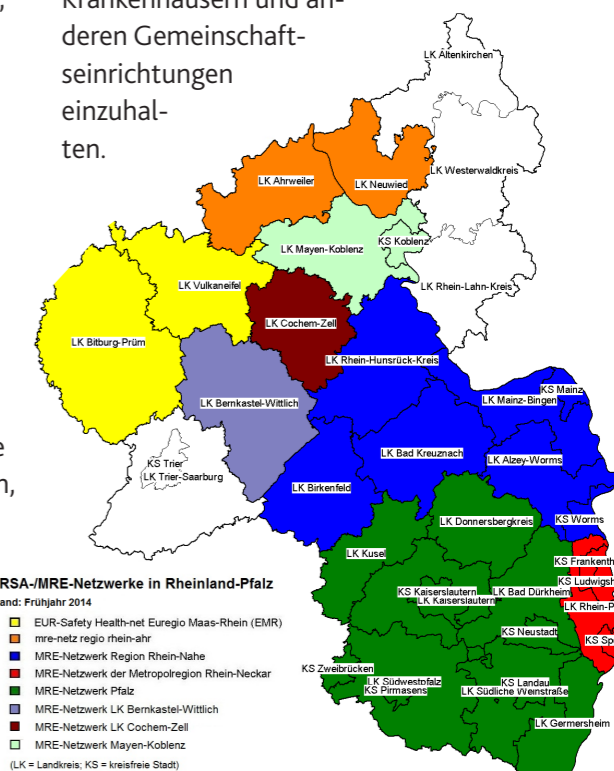 Krankenhäusern und an-
deren Gemeinschaft-
seinrichtungen
einzuhal-
ten.
LK Altenkirchen
LK Westerwaldkreis
LK Ahrweiler
LK Neuwied
KS Koblenz
LK Mayen-Koblenz
LK Rhein-Lahn-Kreis
LK Vulkaneifel
LK Cochem-Zell
LK Bitburg-Prüm
LK Rhein-Hunsrück-Kreis
KS Mainz
LK Mainz-Bingen
LK Bernkastel-Wittlich
LK Bad Kreuznach
LK Alzey-Worms
KS Trier
LK Trier-Saarburg
LK Birkenfeld
KS Worms
LK Donnersbergkreis
LK Kusel
KS Frankenth
KS Ludwigsh
KS Kaiserslautern
LK Kaiserslautern
LK Bad Dürkheim
LK Rhein-P
KS Neustadt
KS Sp
KS Zweibrücken
LK Südwestpfalz
KS Pirmasens
KS Landau
LK Südliche Weinstraße
LK Germersheim
RSA-/MRE-Netzwerke in Rheinland-Pfalz
and: Frühjahr 2014
EUR-Safety Health-net Euregio Maas-Rhein (EMR)
mre-netz regio rhein-ahr
MRE-Netzwerk Region Rhein-Nahe
MRE-Netzwerk der Metropolregion Rhein-Neckar
MRE-Netzwerk Pfalz
MRE-Netzwerk LK Bernkastel-Wittlich
MRE-Netzwerk LK Cochem-Zell
MRE-Netzwerk Mayen-Koblenz
(LK = Landkreis; KS = kreisfreie Stadt)